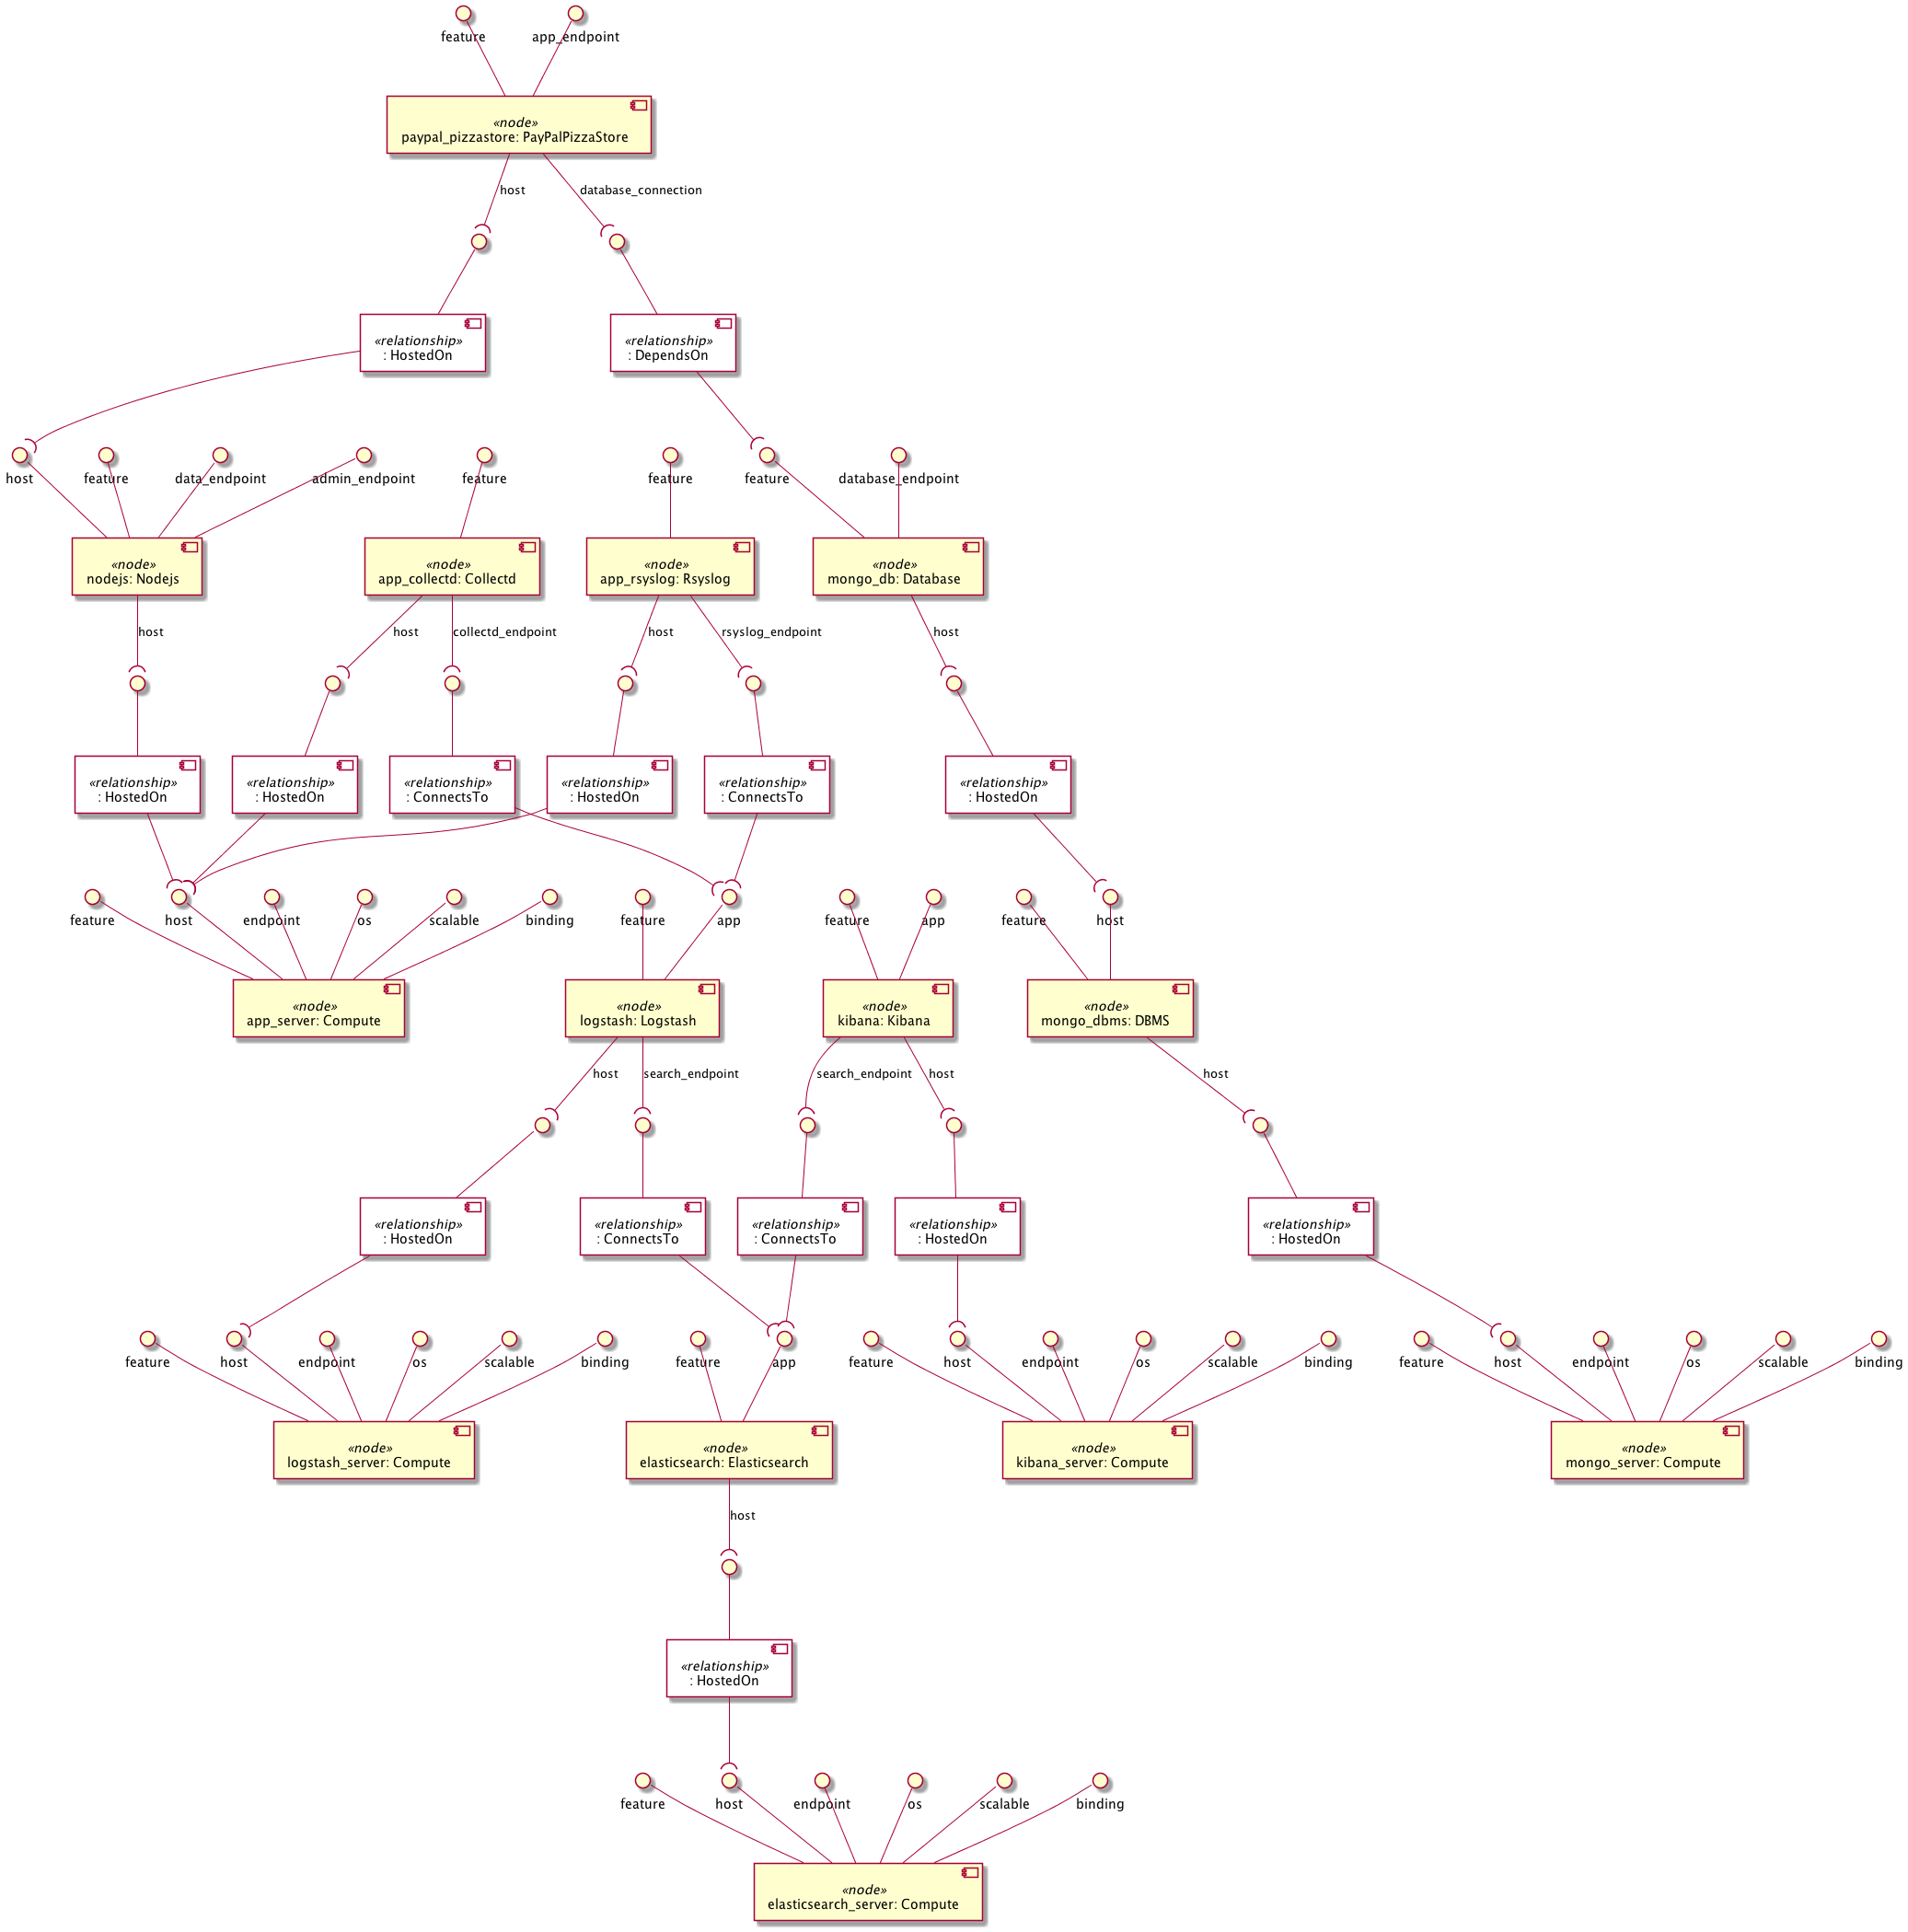 feature
app_endpoint
«node»
paypal_pizzastore: PayPalPizzaStore
host
database_connection
«relationship»
: HostedOn
«relationship»
: DependsOn
host
feature
data_endpoint
admin_endpoint
feature
feature
feature
database_endpoint
«node»
nodejs: Nodejs
«node»
app_collectd: Collectd
«node»
app_rsyslog: Rsyslog
«node»
mongo_db: Database
host
host
collectd_endpoint
host
rsyslog_endpoint
host
«relationship»
: HostedOn
«relationship»
: HostedOn
«relationship»
: ConnectsTo
«relationship»
: HostedOn
«relationship»
: ConnectsTo
«relationship»
: HostedOn
feature
host
endpoint
os
scalable
binding
feature
app
feature
app
feature
host
«node»
app_server: Compute
«node»
logstash: Logstash
«node»
kibana: Kibana
«node»
mongo_dbms: DBMS
host
search_endpoint
search_endpoint
host
host
«relationship»
: HostedOn
«relationship»
: ConnectsTo
«relationship»
: ConnectsTo
«relationship»
: HostedOn
«relationship»
: HostedOn
feature
host
endpoint
os
scalable
binding
feature
app
feature
host
endpoint
os
scalable
binding
feature
host
endpoint
os
scalable
binding
«node»
logstash_server: Compute
«node»
elasticsearch: Elasticsearch
«node»
kibana_server: Compute
«node»
mongo_server: Compute
host
«relationship»
: HostedOn
feature
host
endpoint
os
scalable
binding
«node»
elasticsearch_server: Compute